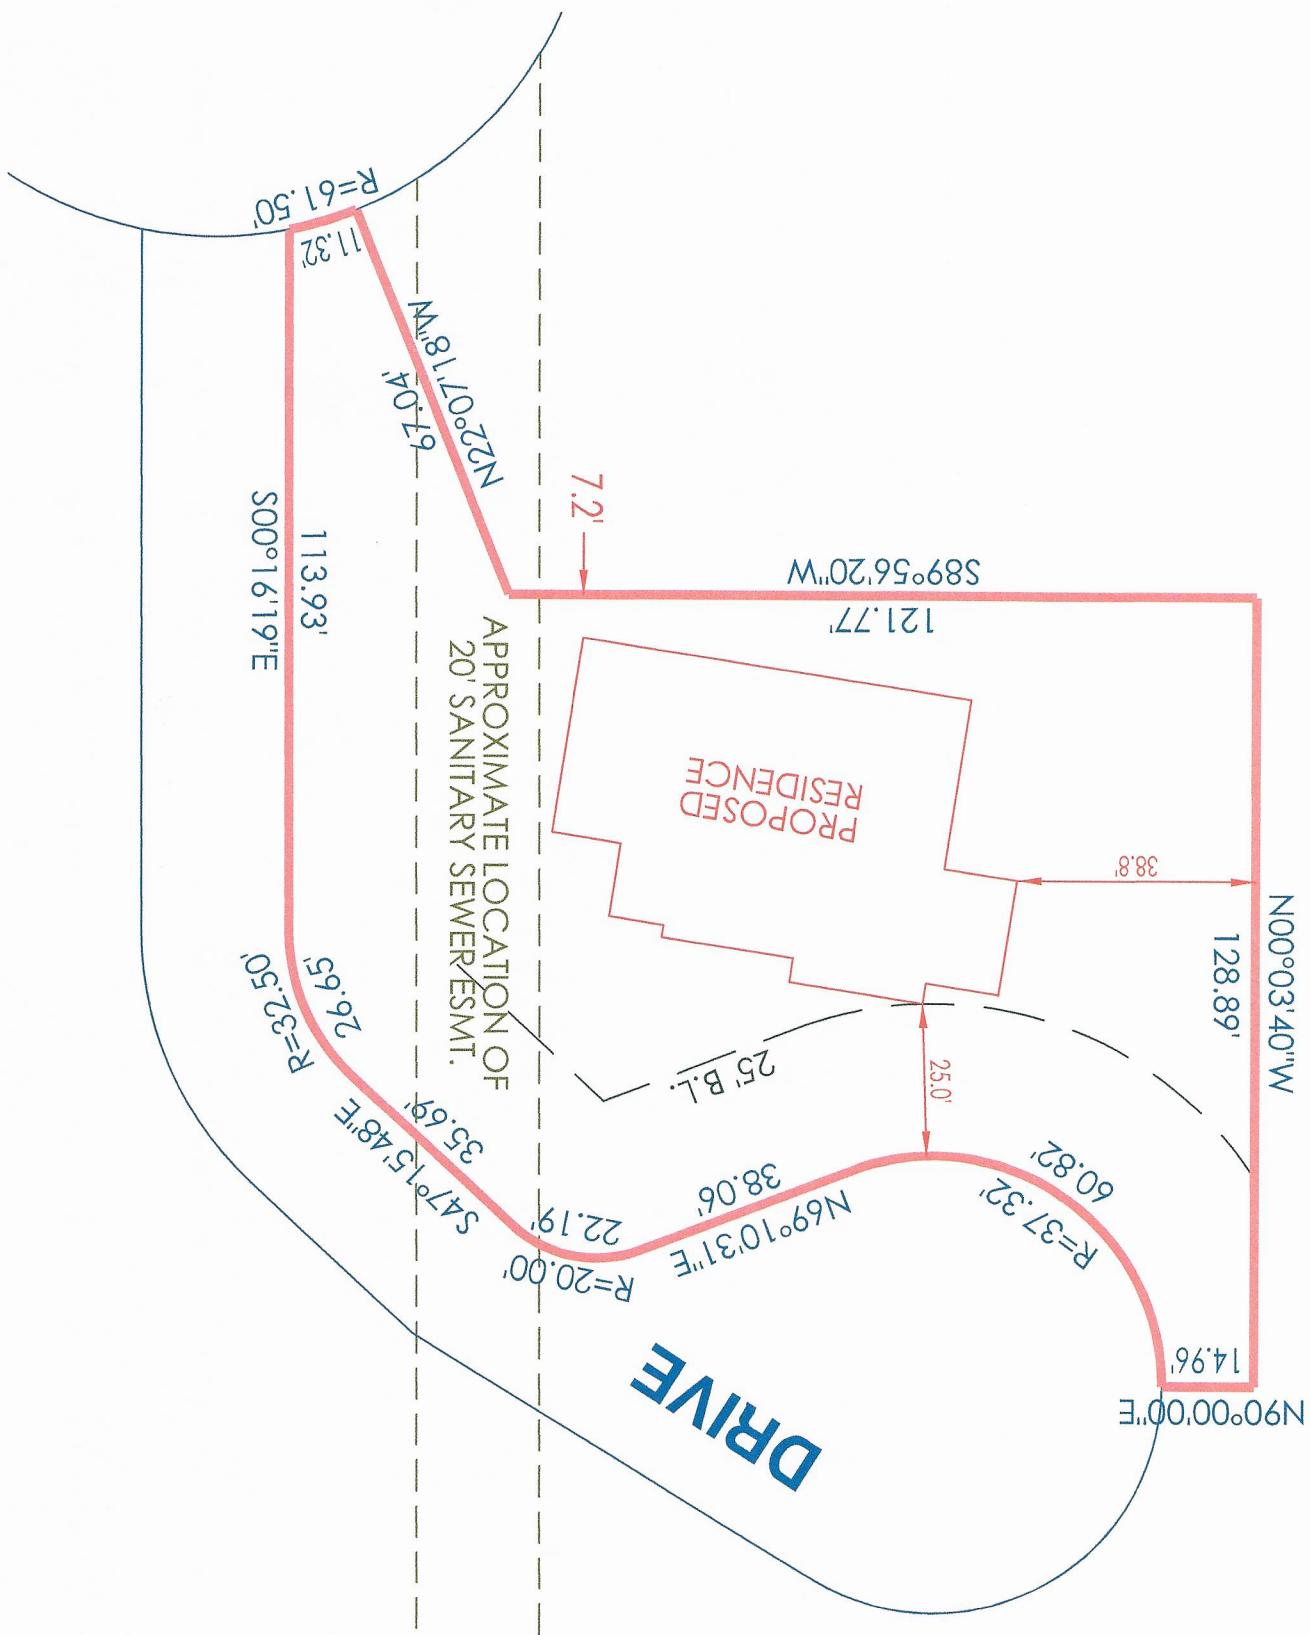 R=61.50'
11.32'
N22°07'18"W
67.04'
S00°16'19"E
113.93'
7.2'
S89°56'20"W
121.77'
APPROXIMATE LOCATION OF
20' SANITARY SEWER ESMT.
PROPOSED
RESIDENCE
38.8'
N00°03'40"W
128.89'
25.0'
25' B.L.
R=32.50'
26.65'
S47°15'48"E
35.69'
22.19'
R=20.00'
38.06'
N69°10'31"E
60.82'
R=37.32'
14.96'
N90°00'00"E
DRIVE